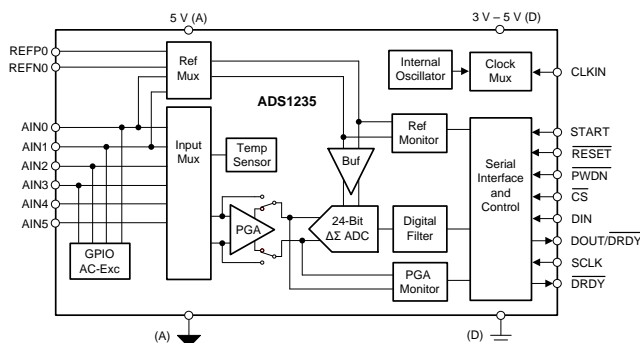 5 V (A)
3 V – 5 V (D)
REFP0
REFN0
Ref
Mux
Internal
Oscillator
Clock
Mux
CLKIN
ADS1235
AIN0
AIN1
AIN2
AIN3
AIN4
AIN5
Input
Mux
Temp
Sensor
Ref
Monitor
Buf
Serial
Interface
and
Control
START
RESET
PWDN
CS
DIN
DOUT/DRDY
SCLK
DRDY
PGA
24-Bit
ΔΣ ADC
Digital
Filter
GPIO
AC-Exc
PGA
Monitor
(A)
(D)